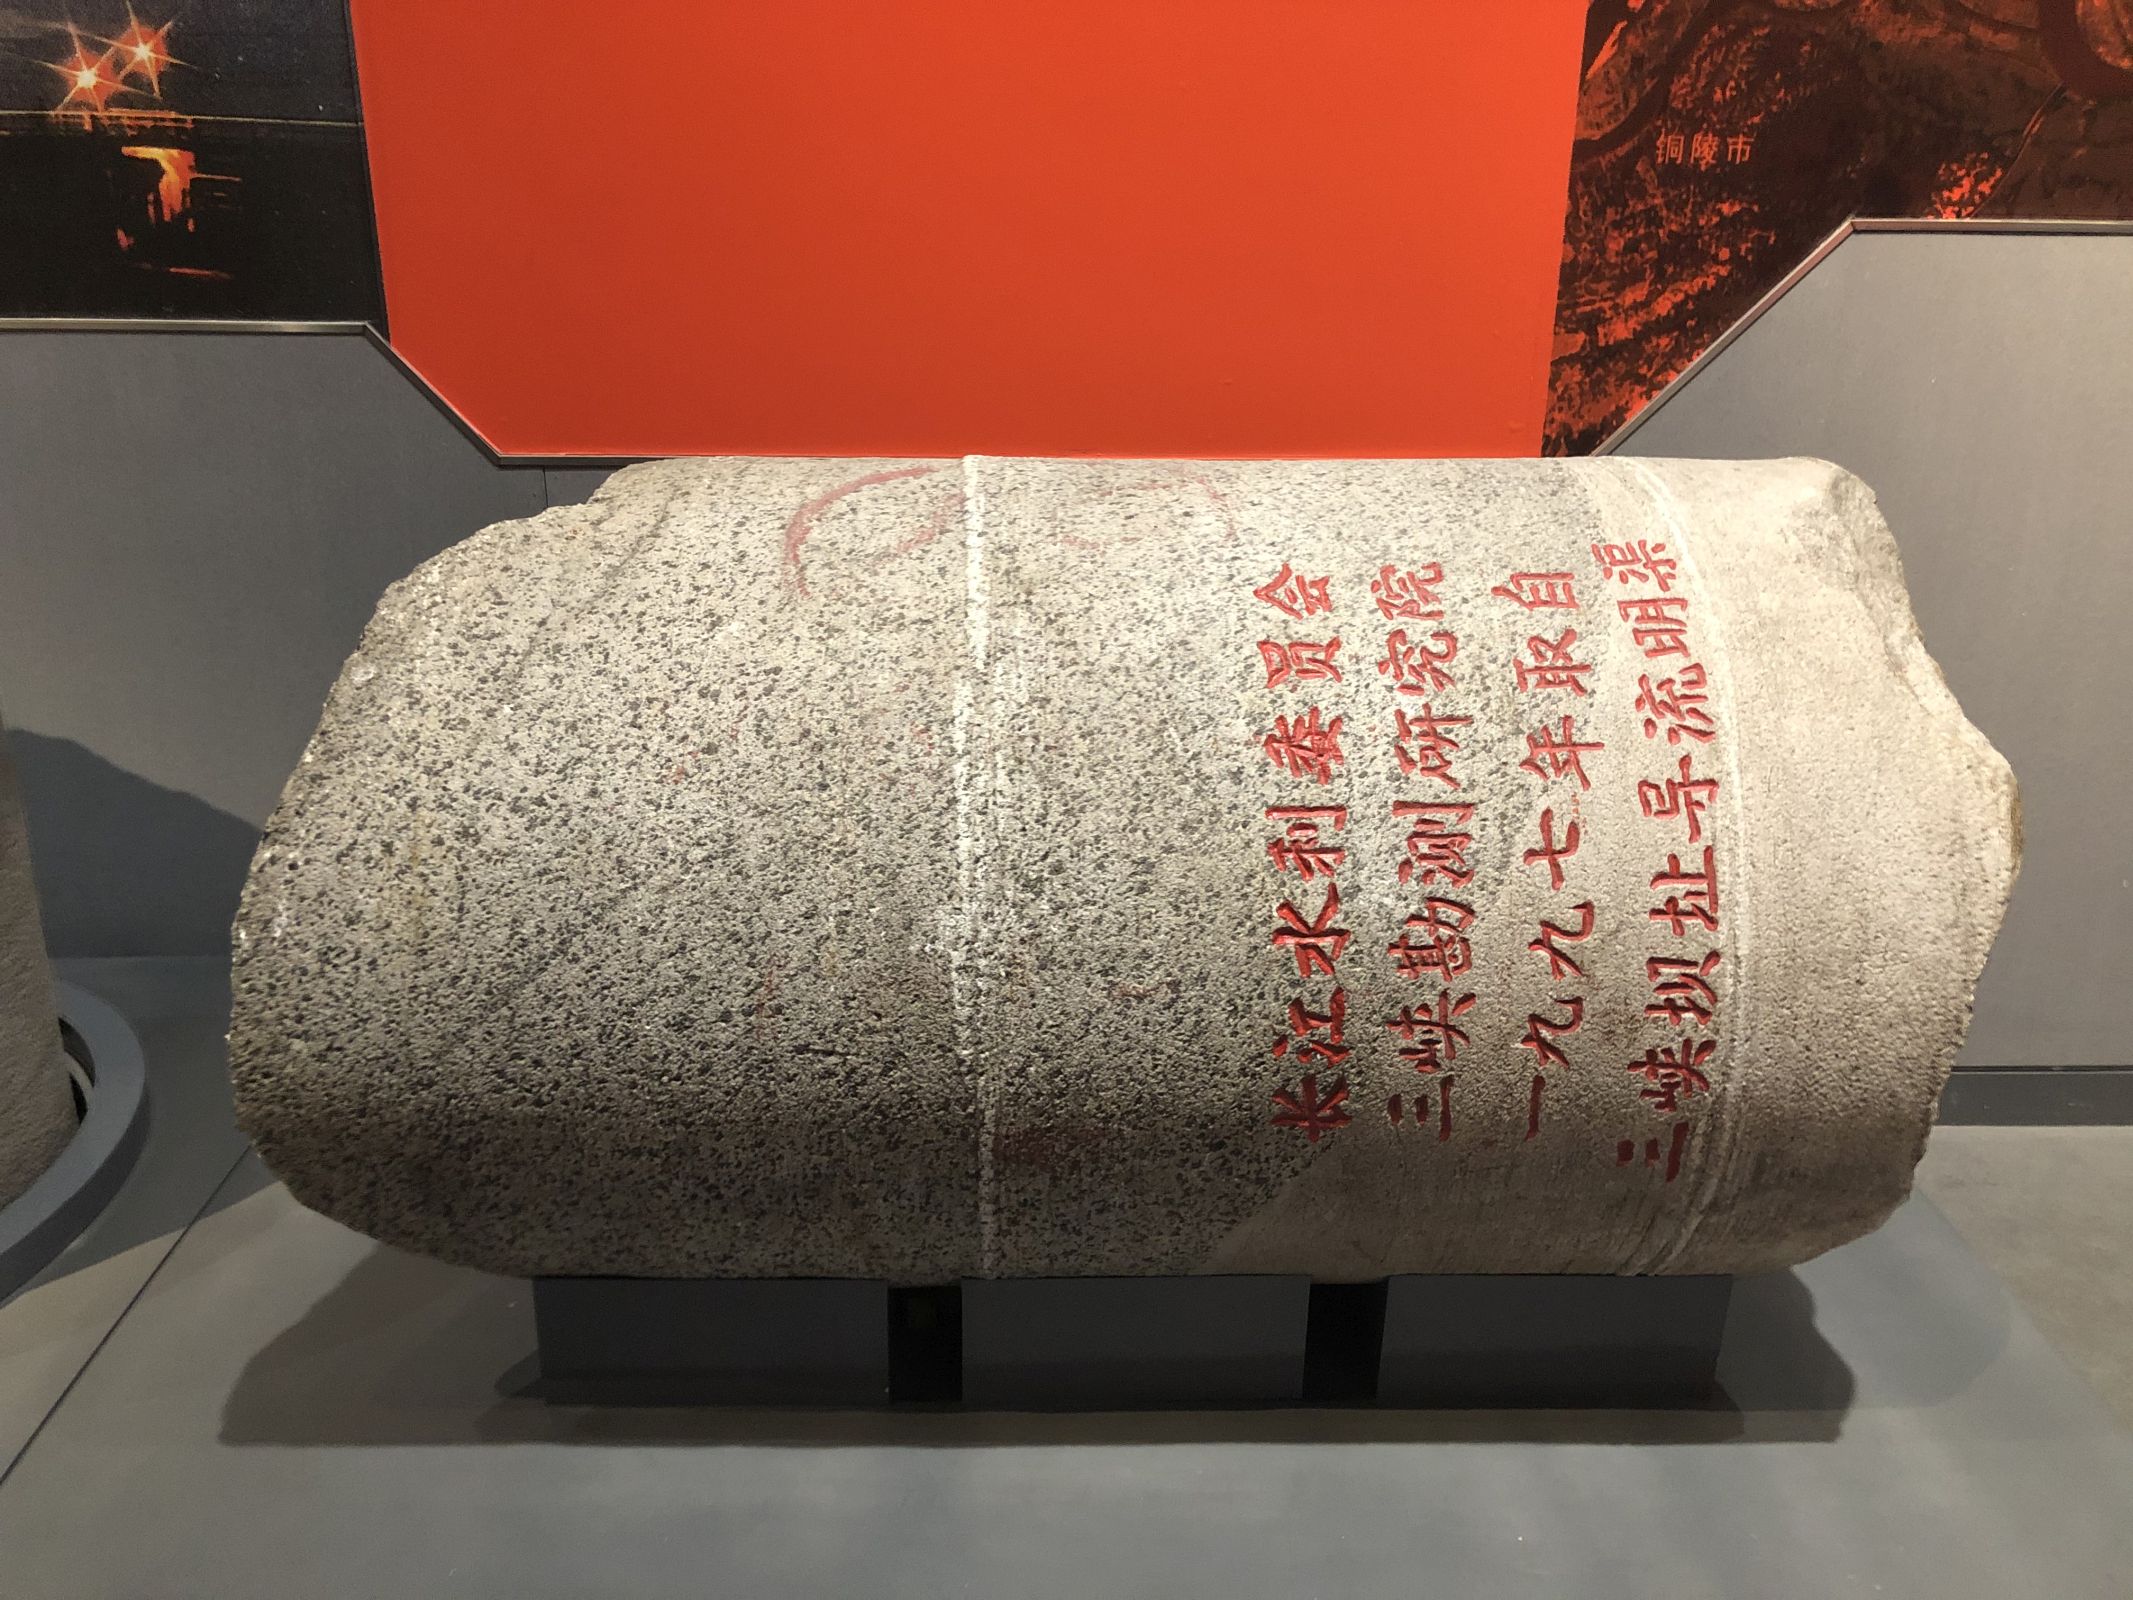 铜陵市
长江水利委员会
三峡勘测研究院
一九九七年取自
三峡坝址导流明渠